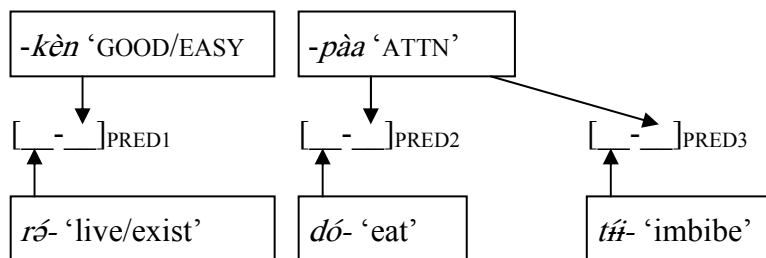 -kèn ‘GOOD/EASY -pàa ‘ATTN’
[__-__]PRED1 [__-__]PRED2 [__-__]PRED3
rə́- ‘live/exist’ dó- ‘eat’ tɨ́ɨ- ‘imbibe’